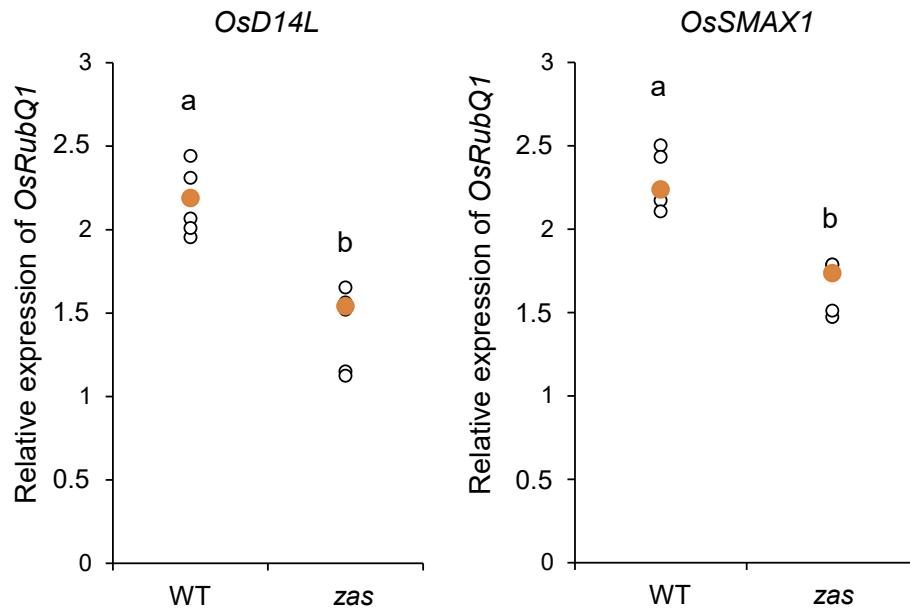 OsD14L
Relative expression of OsRubQ1
3
2.5
2
1.5
1
0.5
0
a
b
WT
zas
OsSMAX1
Relative expression of OsRubQ1
3
2.5
2
1.5
1
0.5
0
a
b
WT
zas